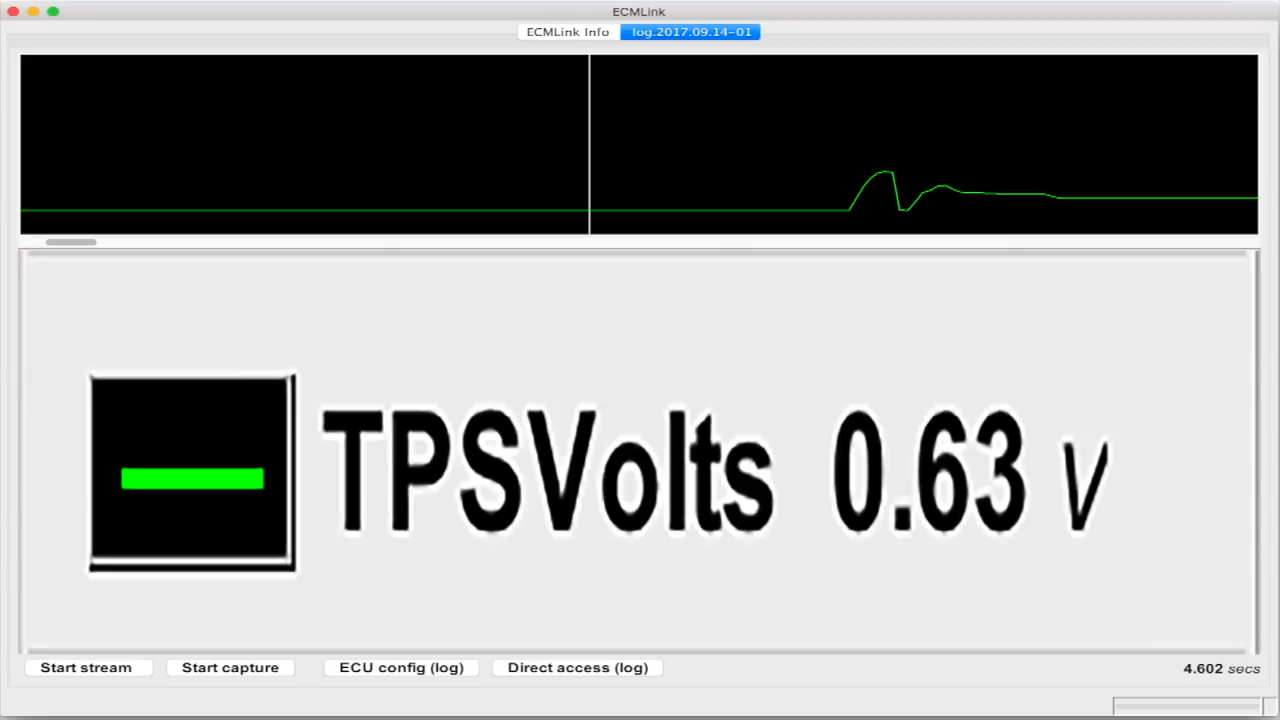 ECMLink
ECMLink Info
log.2017.09.14-01
TPSVolts 0.63 V
Start stream
Start capture
ECU config (log)
Direct access (log)
4.602 secs